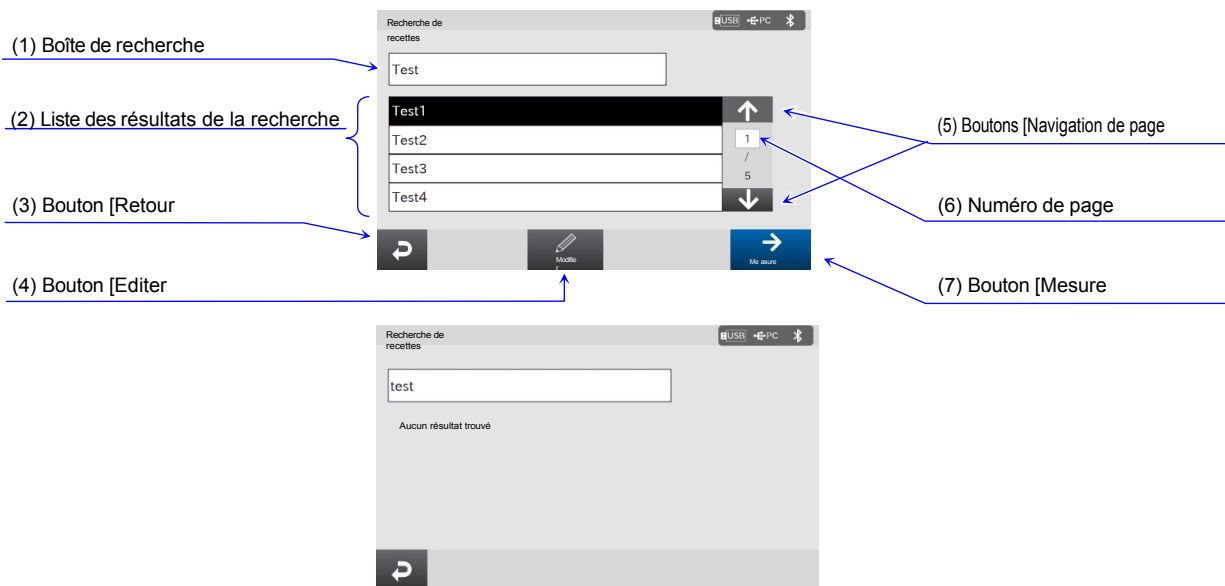 Recherche de
recettes
USB PC
(1) Boîte de recherche
Test
(2) Liste des résultats de la recherche
Test1
Test2
Test3
Test4
1
/
5
(5) Boutons [Navigation de page
(3) Bouton [Retour
(6) Numéro de page
Modifie
r
Me asure
(4) Bouton [Editer
(7) Bouton [Mesure
Recherche de
recettes
USB PC
test
Aucun résultat trouvé